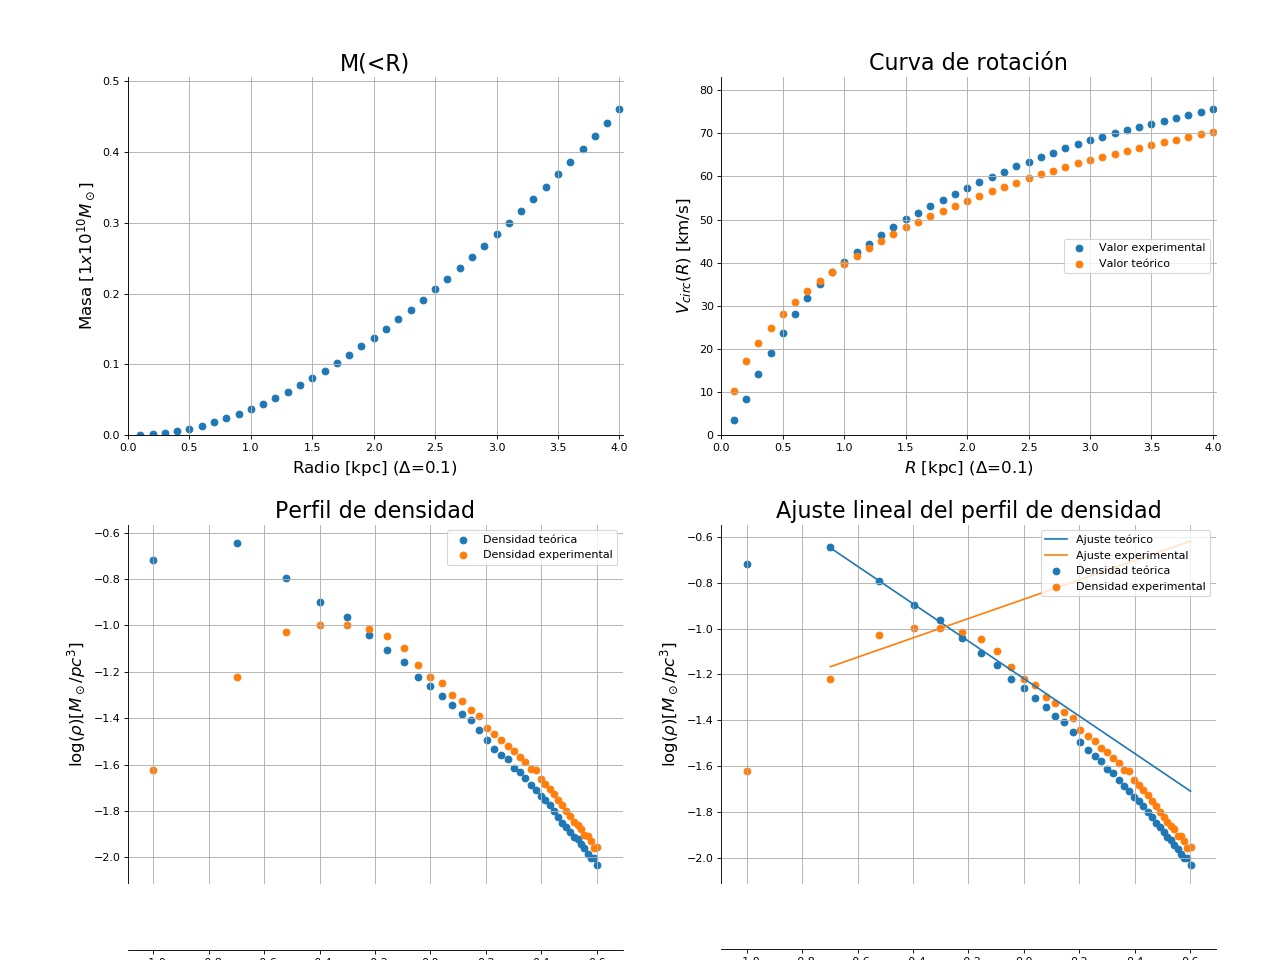 M(<R)
0.5
0.4
0.3
0.2
0.1
0.0
Masa [1x10^{10}M_⊙]
0.0 0.5 1.0 1.5 2.0 2.5 3.0 3.5 4.0
Radio [kpc] (Δ=0.1)
Curva de rotación
80
70
60
50
40
30
20
10
0
V_{circ}(R) [km/s]
Valor experimental
Valor teórico
0.0 0.5 1.0 1.5 2.0 2.5 3.0 3.5 4.0
R [kpc] (Δ=0.1)
Perfil de densidad
−0.6
−0.8
−1.0
−1.2
−1.4
−1.6
−1.8
−2.0
log(ρ)[M_⊙/pc^3]
Densidad teórica
Densidad experimental
Ajuste lineal del perfil de densidad
−0.6
−0.8
−1.0
−1.2
−1.4
−1.6
−1.8
−2.0
log(ρ)[M_⊙/pc^3]
Ajuste teórico
Ajuste experimental
Densidad teórica
Densidad experimental